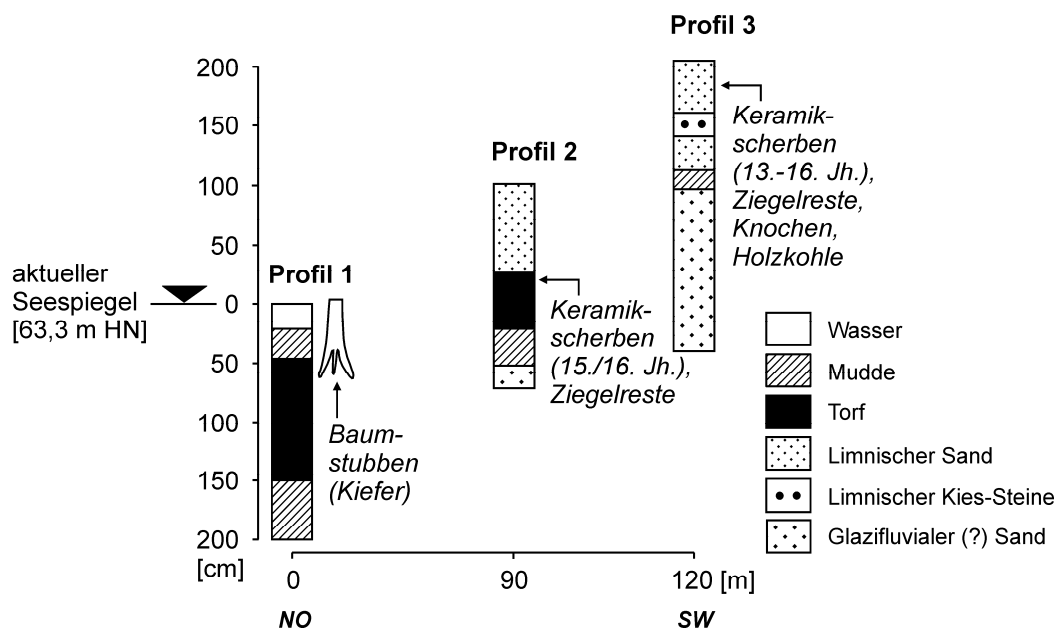 Profil 3
200
150
100
50
0
50
100
150
200
[cm]
Profil 2
Profil 1
aktueller
Seespiegel
[63,3 m HN]
Keramik-
scherben
(13.-16. Jh.),
Ziegelreste,
Knochen,
Holzkohle
Keramik-
scherben
(15./16. Jh.),
Ziegelreste
Baum-
stubben
(Kiefer)
Wasser
Mudde
Torf
Limnischer Sand
Limnischer Kies-Steine
Glazifluvialer (?) Sand
0
90
120 [m]
NO
SW